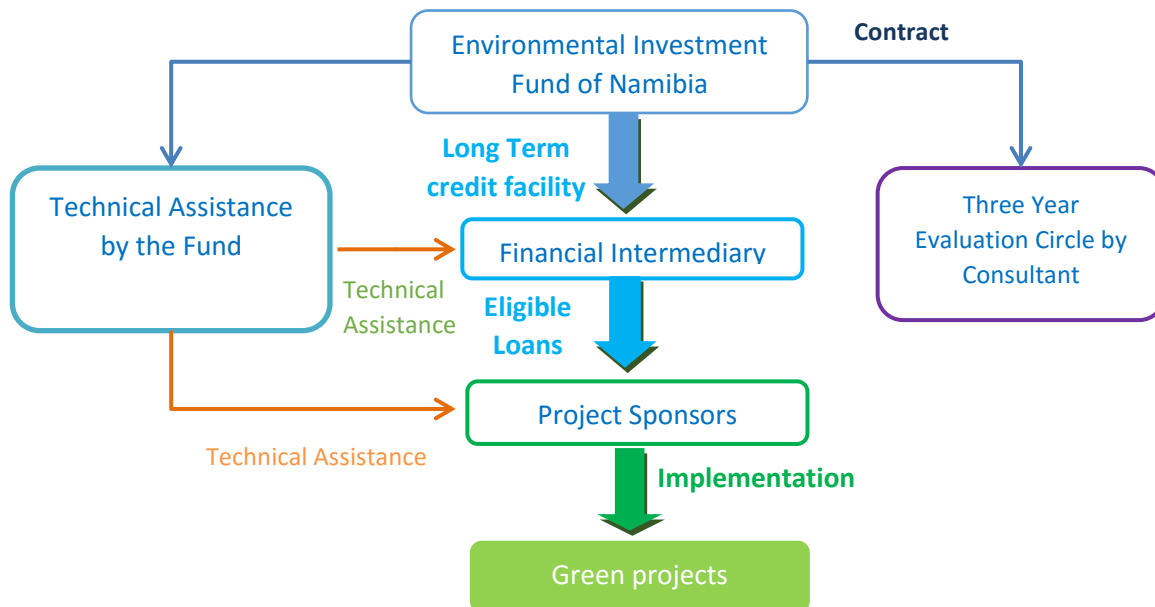 Environmental Investment
Fund of Namibia
Contract
Long Term
credit facility
Technical Assistance
by the Fund
Financial Intermediary
Three Year
Evaluation Circle by
Consultant
Technical
Assistance
Eligible
Loans
Project Sponsors
Technical Assistance
Implementation
Green projects